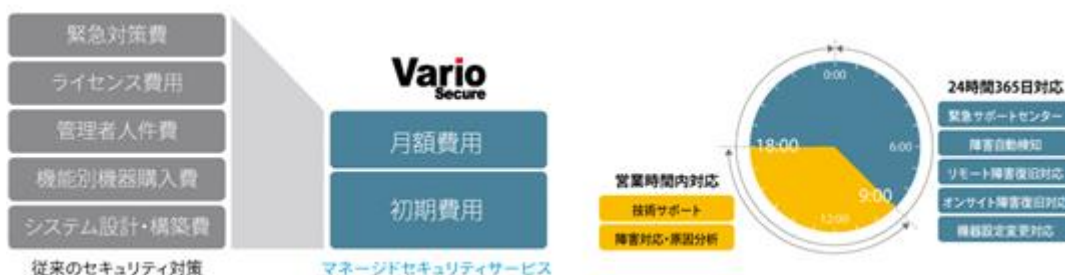 緊急対策費
ライセンス費用
管理者人件費
機能別機器購入費
システム設計・構築費
従来のセキュリティ対策
Vario
Secure
月額費用
初期費用
マネージドセキュリティサービス
営業時間内対応
技術サポート
障害対応・原因分析
0:00
6:00
9:00
12:00
18:00
24時間365日対応
緊急サポートセンター
障害自動検知
リモート障害復旧対応
オンサイト障害復旧対応
機器設定変更対応